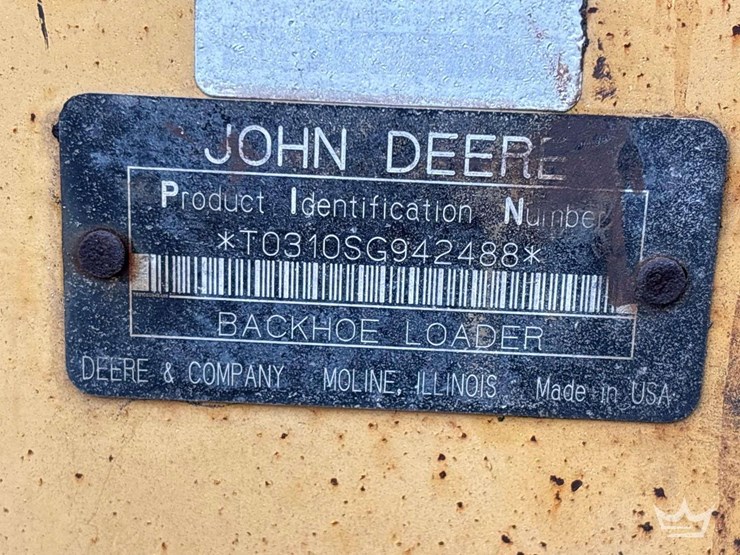 JOHN DEERE
Product Identification Number
*T0310SG942488*
BACKHOE LOADER
DEERE & COMPANY MOLINE, ILLINOIS Made in USA